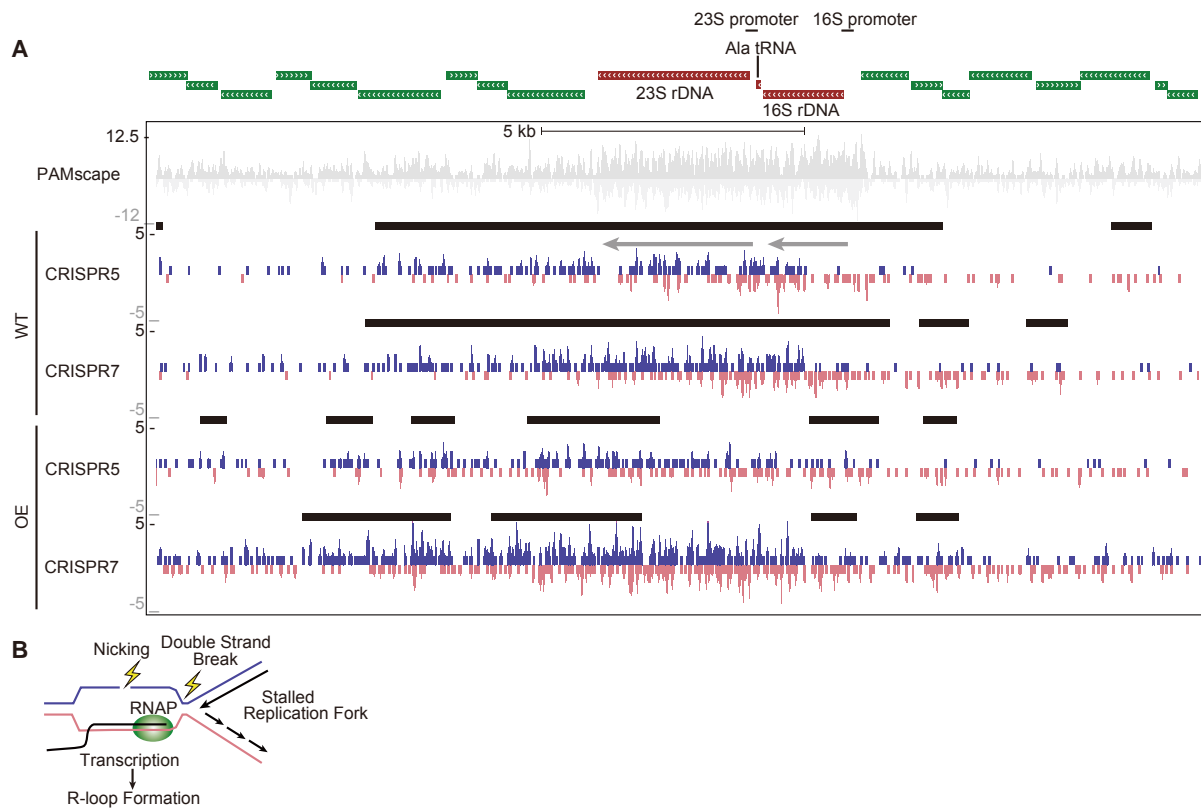 23S promoter 16S promoter
A
Ala tRNA
23S rDNA
16S rDNA
5 kb
12.5
PAMscape
-12
5
CRISPR5
-5
WT
5
CRISPR7
-5
5
CRISPR5
-5
OE
5
CRISPR7
-5
B
Nicking
Double Strand
Break
RNAP
Stalled
Replication Fork
Transcription
R-loop Formation